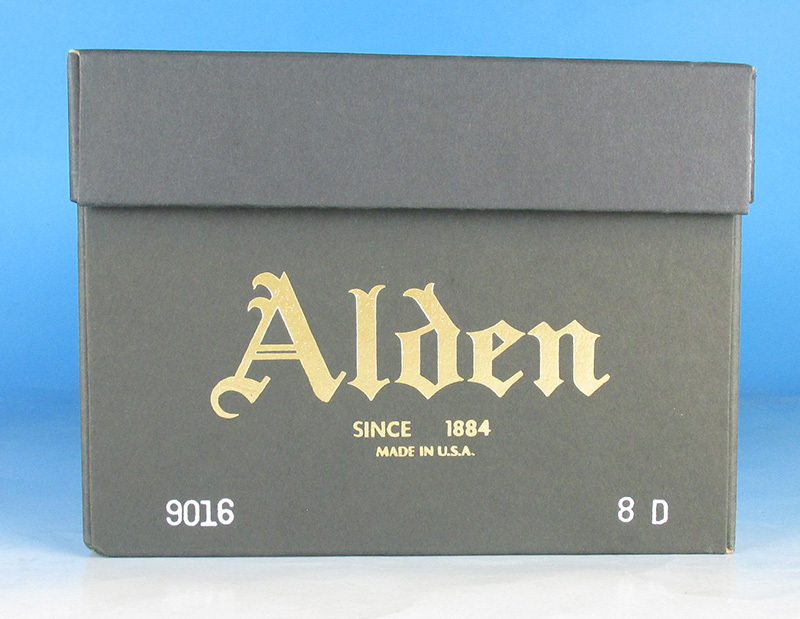 Alden
SINCE 1884
MADE IN U.S.A.
9016 8 D